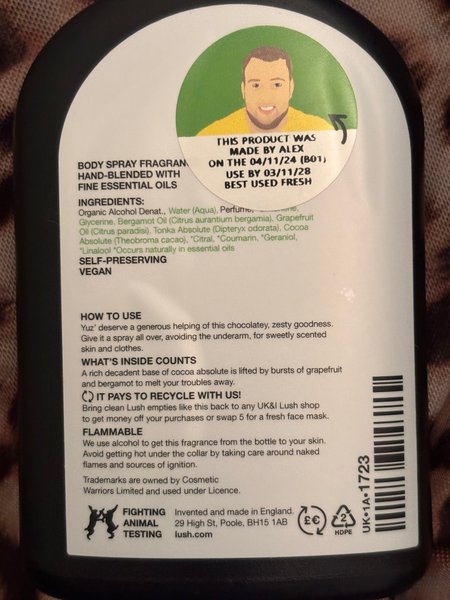 THIS PRODUCT WAS
MADE BY ALEX
ON THE 04/11/24 (B01)
USE BY 03/11/28
BEST USED FRESH
BODY SPRAY
HAND-BLENDED WITH
FINE ESSENTIAL OILS
INGREDIENTS:
Organic Alcohol Denat., Water (Aqua), Perfume,
Glycerine, Bergamot Oil (Citrus aurantium bergamia), Grapefruit
Oil (Citrus paradisi), Tonka Absolute (Dipteryx odorata), Cocoa
Absolute (Theobroma cacao), *Citral, *Coumarin, *Geraniol,
*Linalool *Occurs naturally in essential oils
SELF-PRESERVING
VEGAN
HOW TO USE
Yuz' deserve a generous helping of this chocolatey, zesty goodness.
Give it a spray all over, avoiding the underarm, for sweetly scented
skin and clothes.
WHAT'S INSIDE COUNTS
A rich decadent base of cocoa absolute is lifted by bursts of grapefruit
and bergamot to melt your troubles away.
IT PAYS TO RECYCLE WITH US!
Bring clean Lush empties like this back to any UK&I Lush shop
to get money off your purchases or swap 5 for a fresh face mask.
FLAMMABLE
We use alcohol to get this fragrance from the bottle to your skin.
Avoid getting hot under the collar by taking care around naked
flames and sources of ignition.
Trademarks are owned by Cosmetic
Warriors Limited and used under Licence.
FIGHTING
ANIMAL
TESTING
Invented and made in England.
29 High St, Poole, BH15 1AB
lush.com
£€
2
HDPE
UK•1A•1723